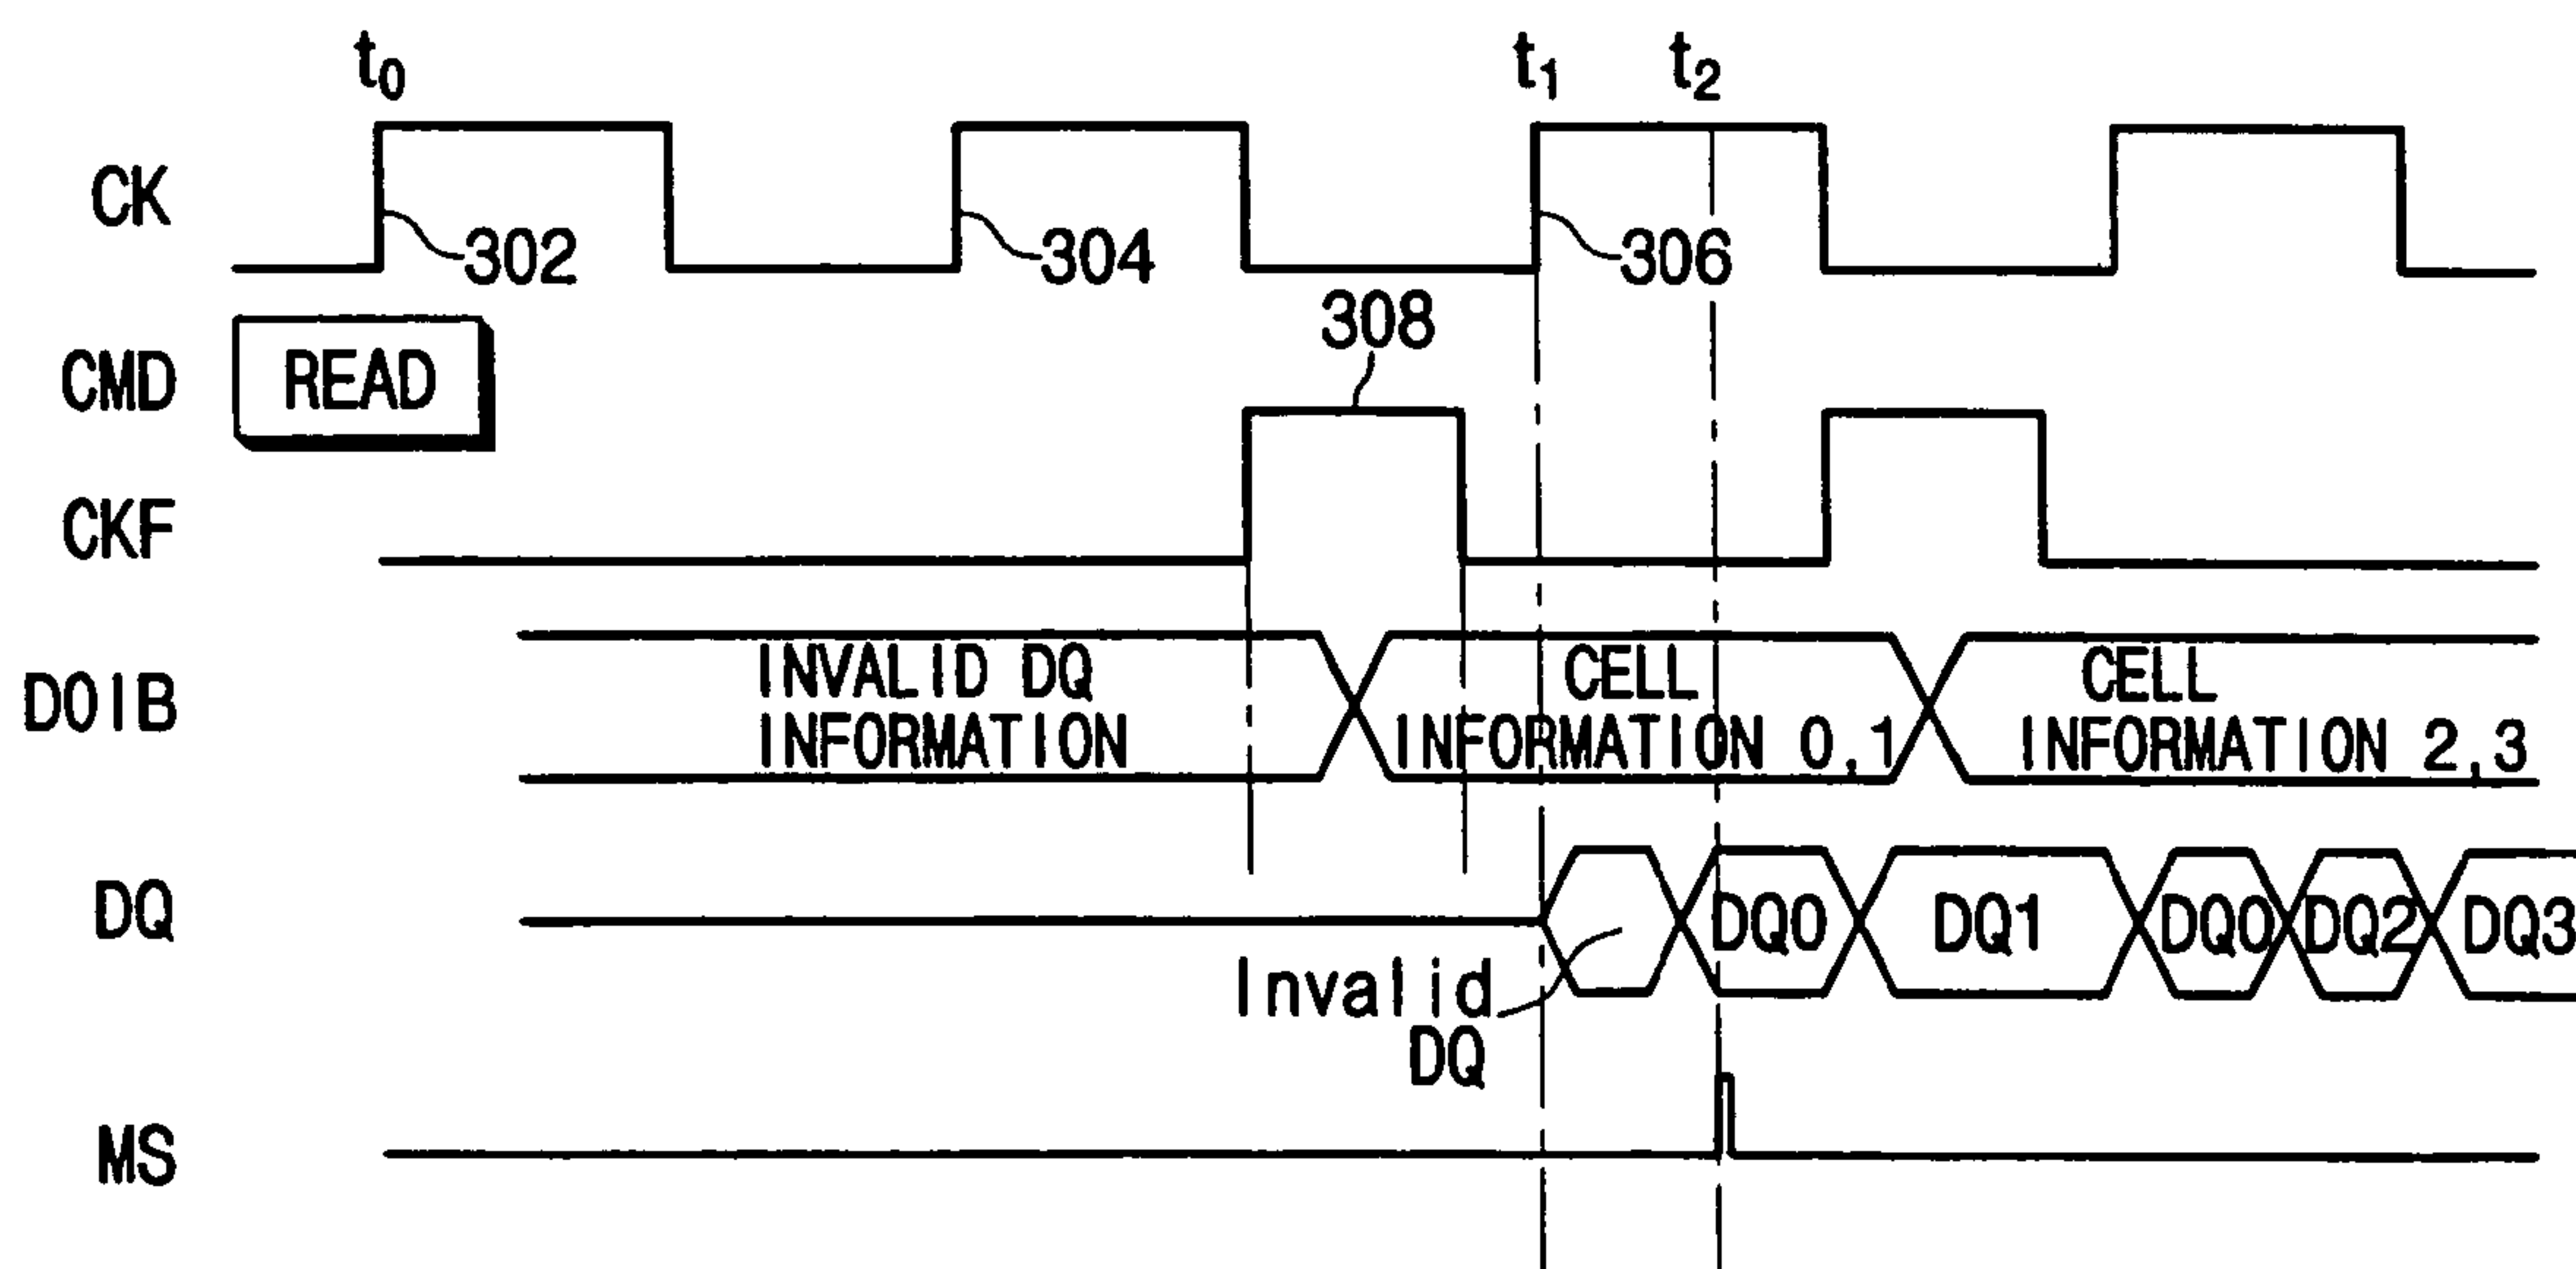 t0 t1 t2
CK
302 304 306
308
CMD READ
CKF
DOIB
INVALID DQ
INFORMATION
CELL
INFORMATION 0,1
CELL
INFORMATION 2,3
DQ
DQ0 DQ1 DQ0 DQ2 DQ3
Invalid
DQ
MS